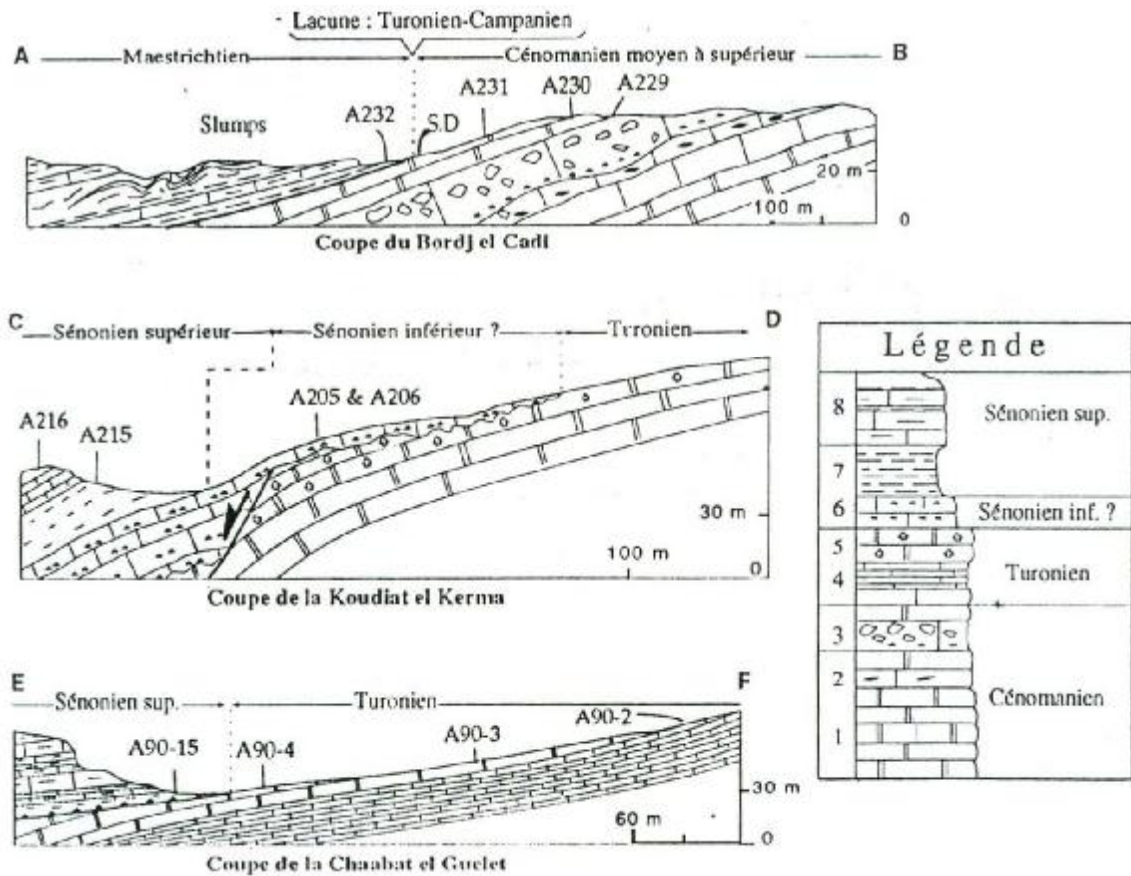 Lacune : Turonien-Campanien
A Maestrichtien Cénomanien moyen à supérieur B
A231 A230 A229
A232 S.D
Slumps
20 m
100 m
0
Coupe du Bordj el Cadi
C Sénonien supérieur Sénonien inférieur ? Turonien D
A205 & A206
A216
A215
30 m
100 m
0
Coupe de la Koudiat el Kerma
E F
Sénonien sup. Turonien
A90-15 A90-4 A90-3 A90-2
30 m
60 m
0
Coupe de la Chaabat el Guelet
Légende
8 Sénonien sup.
7
6 Sénonien inf. ?
5
4 Turonien
3
2
Cénomanien
1